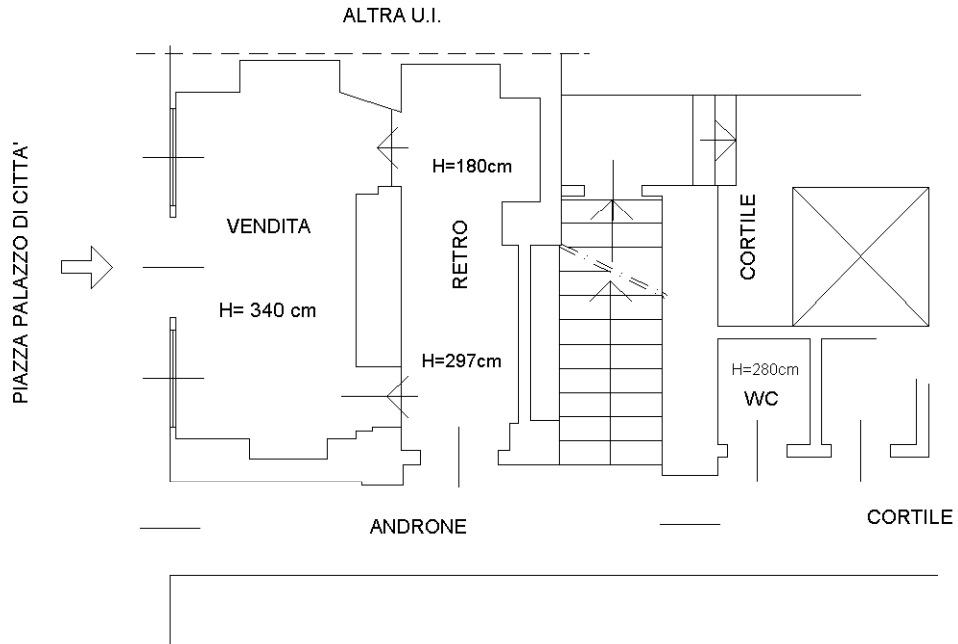 ALTRA U.I.
PIAZZA PALAZZO DI CITTA'
H=180cm
VENDITA
RETRO
CORTILE
H= 340 cm
H=297cm
H=280cm
WC
ANDRONE
CORTILE